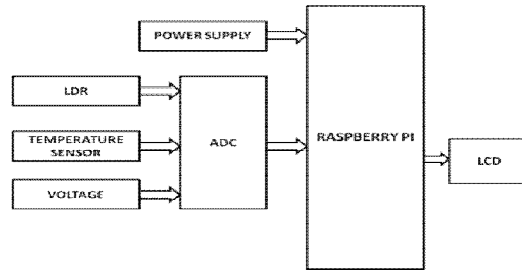 POWER SUPPLY
LDR
TEMPERATURE
SENSOR
VOLTAGE
ADC
RASPBERRY PI
LCD